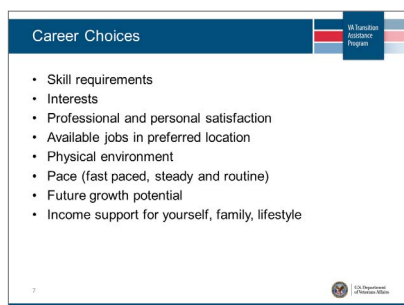 Career Choices
VA Transition
Assistance
Program
• Skill requirements
• Interests
• Professional and personal satisfaction
• Available jobs in preferred location
• Physical environment
• Pace (fast paced, steady and routine)
• Future growth potential
• Income support for yourself, family, lifestyle
7
U.S. Department
of Veterans Affairs